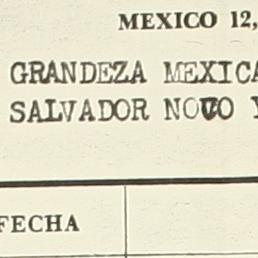 MEXICO 12,
GRANDEZA MEXICA
SALVADOR NOVO Y
FECHA